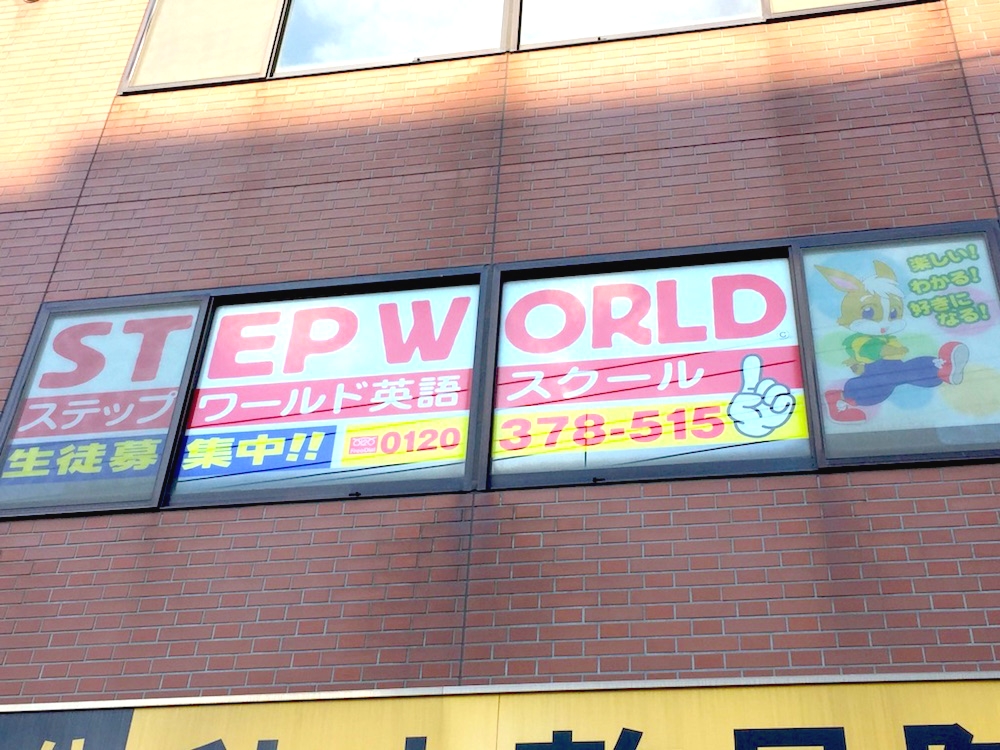 STEP WORLD
ステップワールド英語スクール
生徒募集中!!
0120 378-515
楽しい!
わかる!
好きに
なる!